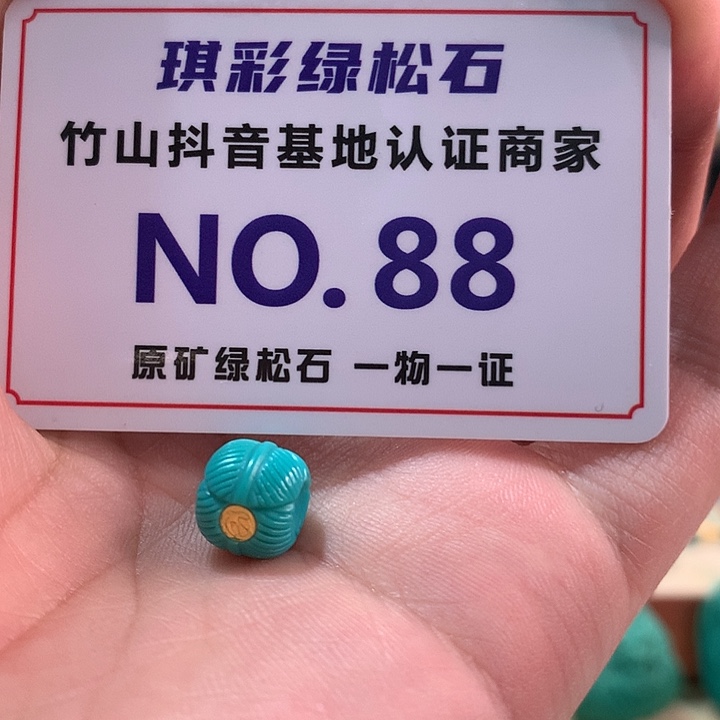 琪彩绿松石
竹山抖音基地认证商家
NO.88
原矿绿松石 一物一证